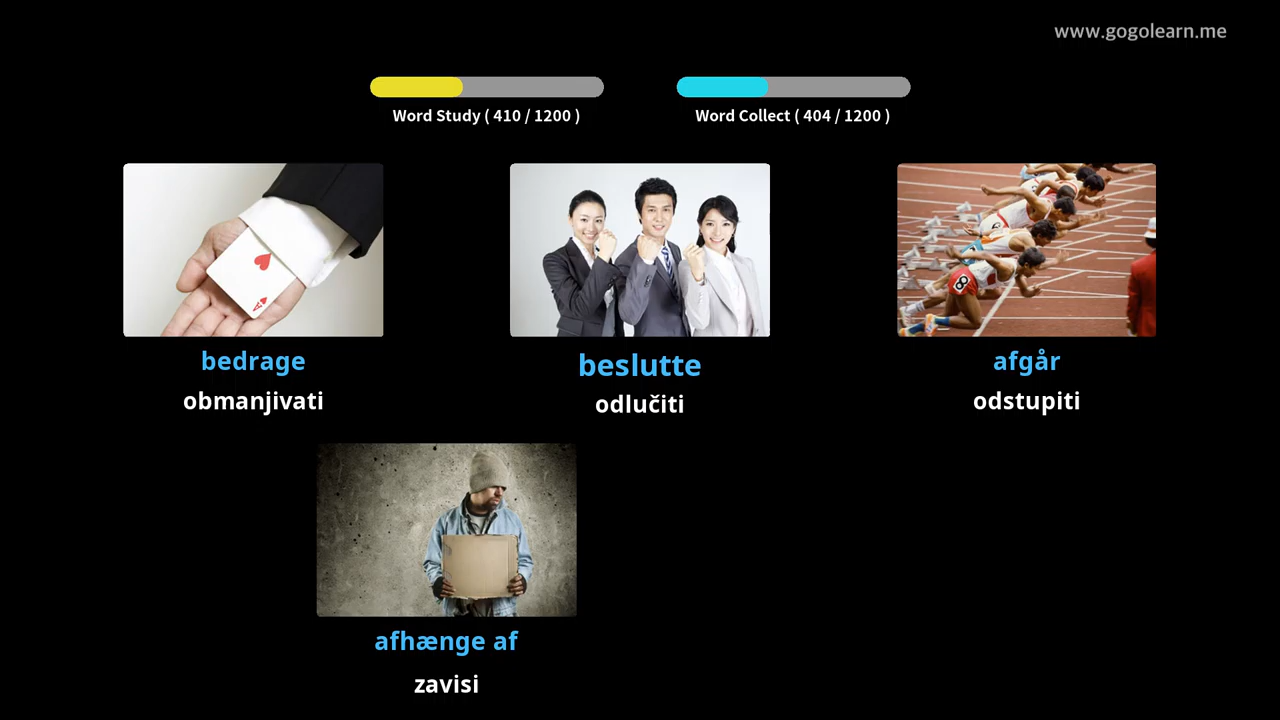 www.gogolearn.me
Word Study ( 410 / 1200 )
Word Collect ( 404 / 1200 )
bedrage
beslutte
afgår
obmanjivati
odlučiti
odstupiti
afhænge af
zavisi